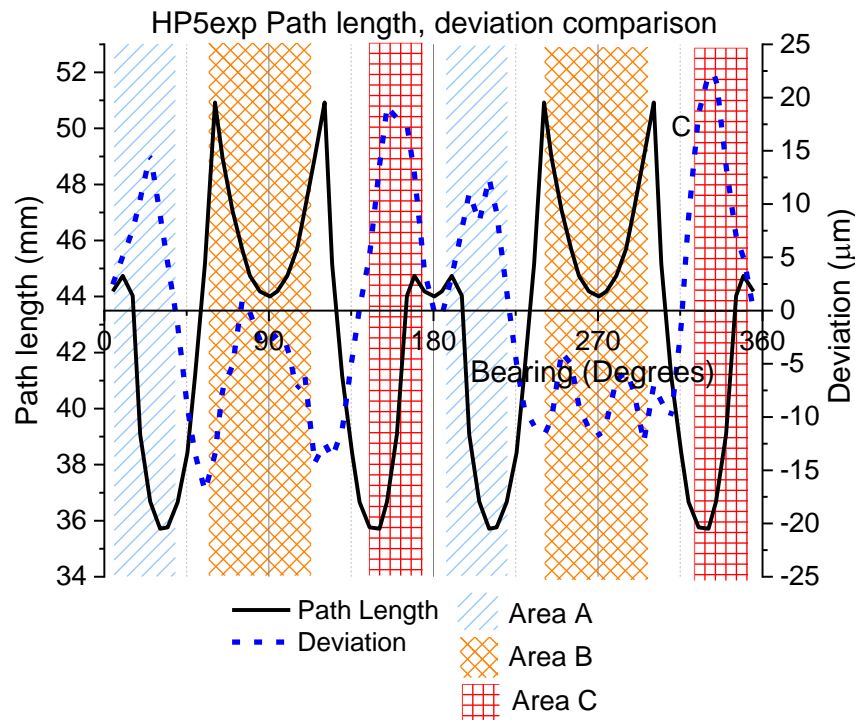 HP5exp Path length, deviation comparison
52
50
48
46
44
42
40
38
36
34
Path length (mm)
25
20
15
10
5
0
-5
-10
-15
-20
-25
Deviation (μm)
C
0 90 180 270 360
Bearing (Degrees)
Path Length
Deviation
Area A
Area B
Area C